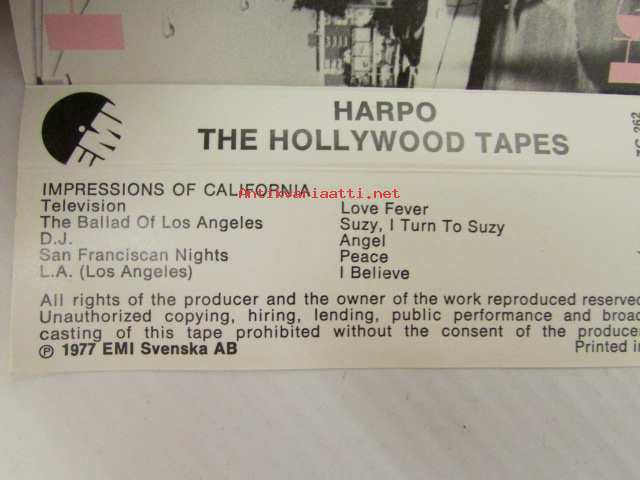 EMI
HARPO
THE HOLLYWOOD TAPES
IMPRESSIONS OF CALIFORNIA
Television
The Ballad Of Los Angeles
D.J.
San Franciscan Nights
L.A. (Los Angeles)
Love Fever
Suzy, I Turn To Suzy
Angel
Peace
I Believe
Antikvariaatti.net
All rights of the producer and the owner of the work reproduced reserved
Unauthorized copying, hiring, lending, public performance and broad
casting of this tape prohibited without the consent of the produce
℗ 1977 EMI Svenska AB
Printed in